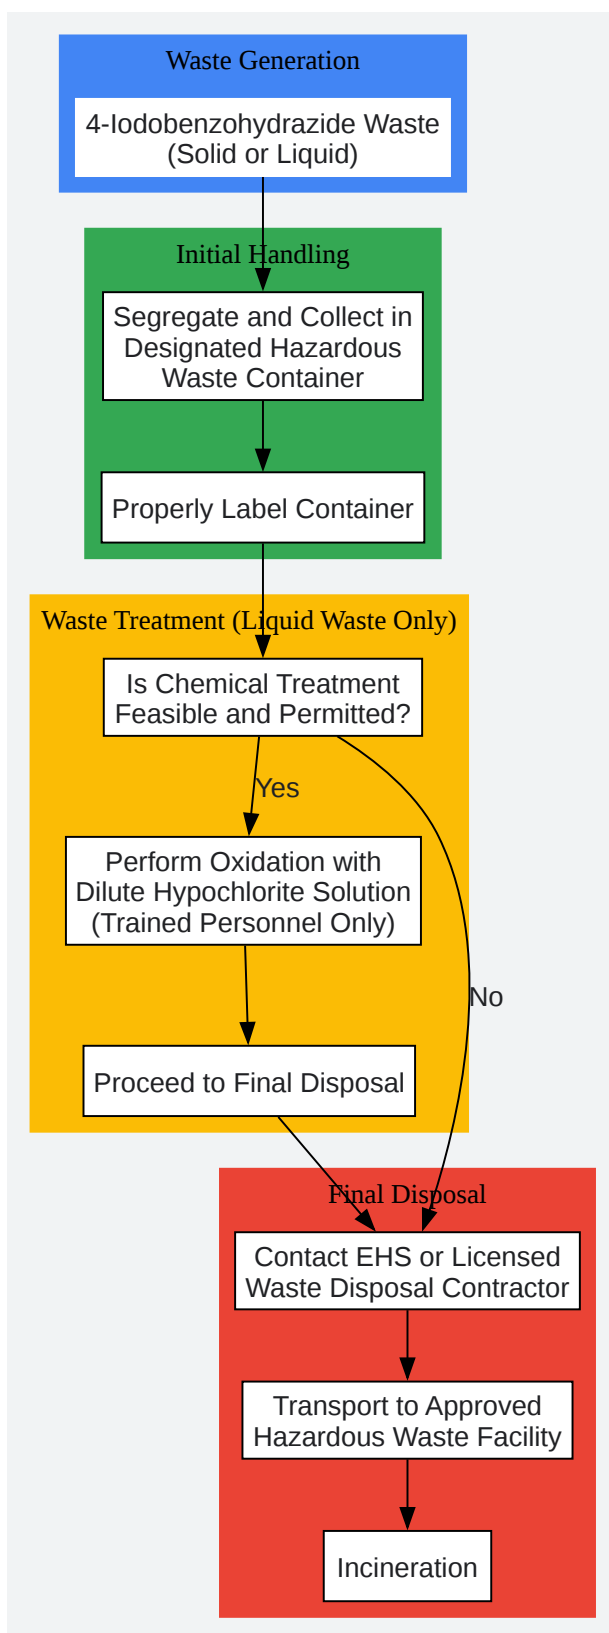 Waste Generation
4-Iodobenzohydrazide Waste
(Solid or Liquid)
Initial Handling
Segregate and Collect in
Designated Hazardous
Waste Container
Properly Label Container
Waste Treatment (Liquid Waste Only)
Is Chemical Treatment
Feasible and Permitted?
Yes
Perform Oxidation with
Dilute Hypochlorite Solution
(Trained Personnel Only)
No
Proceed to Final Disposal
Final Disposal
Contact EHS or Licensed
Waste Disposal Contractor
Transport to Approved
Hazardous Waste Facility
Incineration